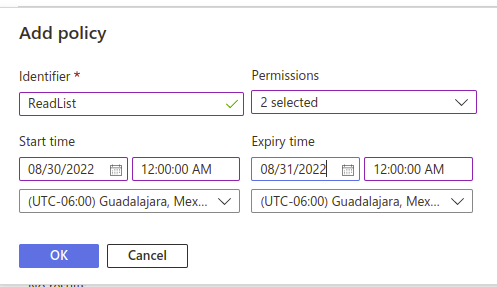 Add policy
Identifier *
Permissions
ReadList
2 selected
Start time
Expiry time
08/30/2022
12:00:00 AM
08/31/2022
12:00:00 AM
(UTC-06:00) Guadalajara, Mex...
(UTC-06:00) Guadalajara, Mex...
OK
Cancel